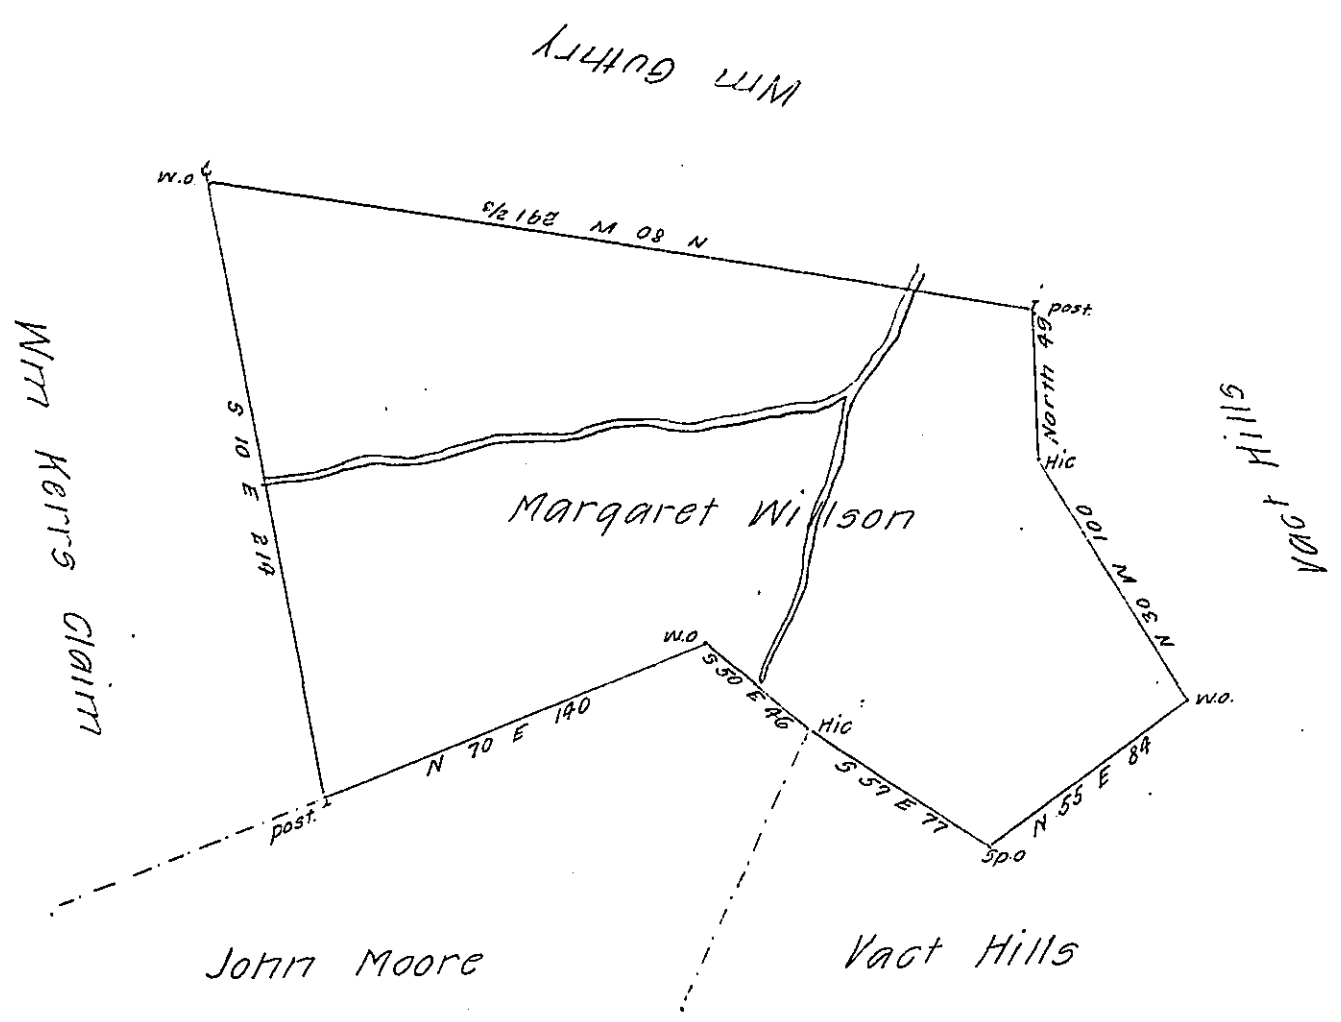 Wm Guthry
W.O
N 80 W 291 2/3
post.
North 49
Hic
N 30 W 100
Vact Hills
W.O.
Wm Kerrs Claim
S 10 E 214
Margaret Willson
W.O
S 50 E 46
Hic
S 57 E 77
N 55 E 84
Sp.O
N 70 E 140
post.
John Moore
Vact Hills